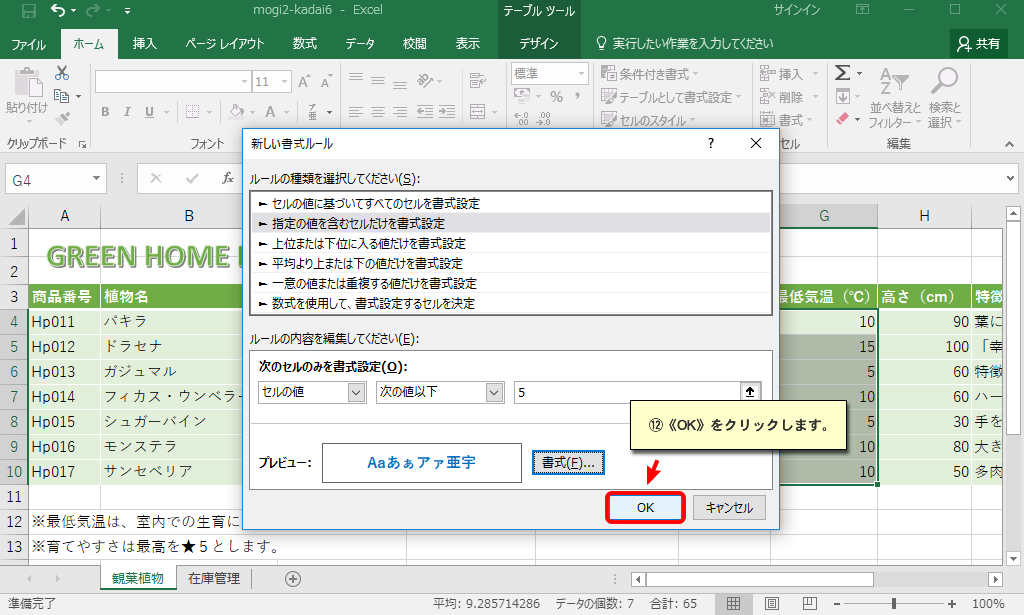 mogi2-kadai6 - Excel
テーブル ツール
サインイン
ファイル ホーム 挿入 ページ レイアウト 数式 データ 校閲 表示 デザイン 実行したい作業を入力してください 共有
貼り付け
クリップボード
11
B I U A
フォント
標準
%
条件付き書式
テーブルとして書式設定
セルのスタイル
挿入
削除
書式
セル
並べ替えと
フィルター
検索と
選択
編集
G4
fx
新しい書式ルール ?
ルールの種類を選択してください(S):
► セルの値に基づいてすべてのセルを書式設定
► 指定の値を含むセルだけを書式設定
► 上位または下位に入る値だけを書式設定
► 平均より上または下の値だけを書式設定
► 一意の値または重複する値だけを書式設定
► 数式を使用して、書式設定するセルを決定
ルールの内容を編集してください(E):
次のセルのみを書式設定(O):
セルの値 次の値以下 5
⑫《OK》をクリックします。
プレビュー: Aaあぁアァ亜宇 書式(F)...
OK キャンセル
A B G H
1 GREEN HOME
2
3 商品番号 植物名 最低気温（℃） 高さ（cm） 特徴
4 Hp011 パキラ 10 90 葉に
5 Hp012 ドラセナ 15 100 「幸
6 Hp013 ガジュマル 5 60 特徴
7 Hp014 フィカス・ウンベラー 10 60 ハー
8 Hp015 シュガーバイン 5 30 手を
9 Hp016 モンステラ 10 80 大き
10 Hp017 サンセベリア 10 50 多肉
11
12 ※最低気温は、室内での生育に
13 ※育てやすさは最高を★５とします。
観葉植物 在庫管理
準備完了 平均: 9.285714286 データの個数: 7 合計: 65 100%